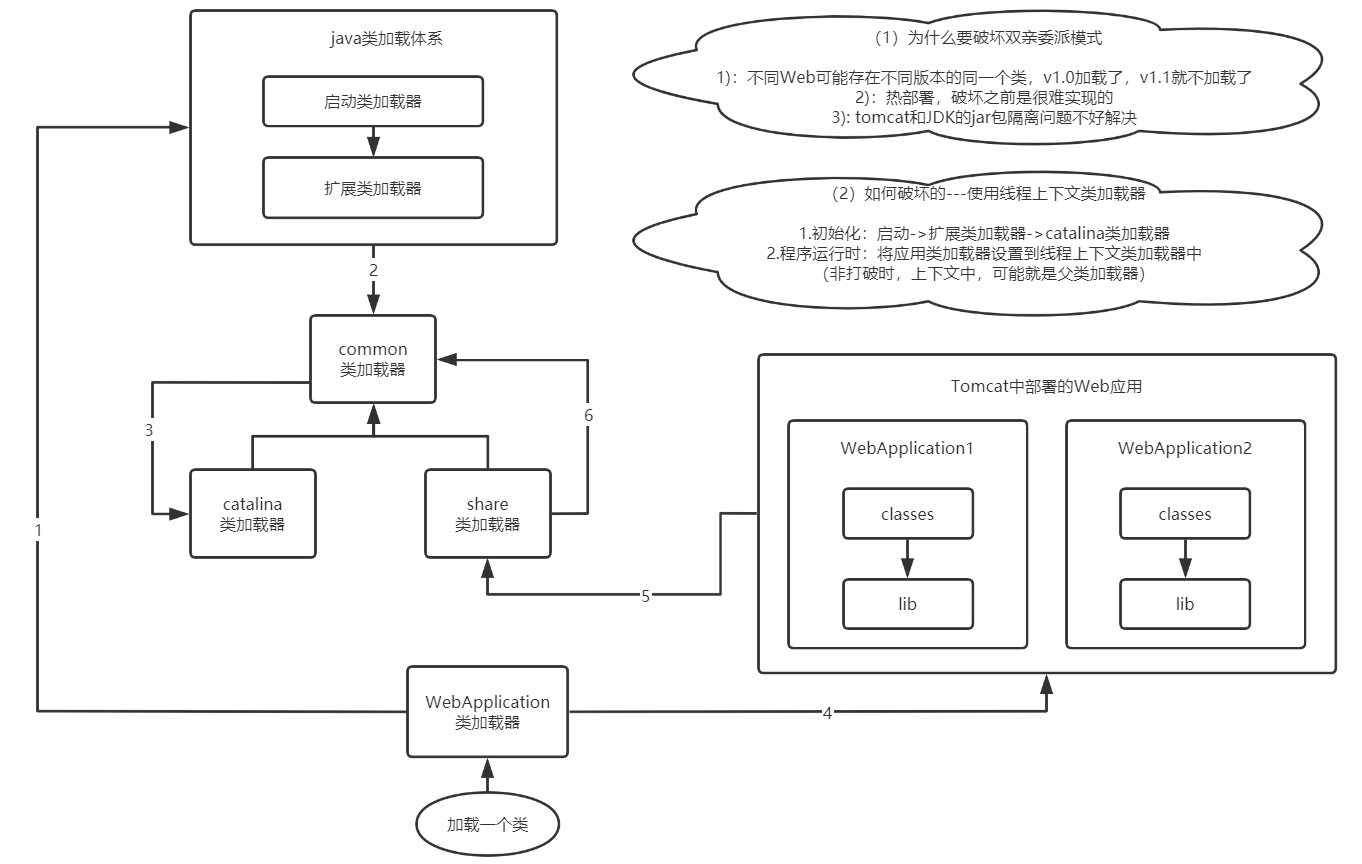 java类加载体系
启动类加载器
扩展类加载器
（1）为什么要破坏双亲委派模式
1)：不同Web可能存在不同版本的同一个类，v1.0加载了，v1.1就不加载了
2)：热部署，破坏之前是很难实现的
3): tomcat和JDK的jar包隔离问题不好解决
（2）如何破坏的---使用线程上下文类加载器
1.初始化：启动->扩展类加载器->catalina类加载器
2.程序运行时：将应用类加载器设置到线程上下文类加载器中
（非打破时，上下文中，可能就是父类加载器）
2
common
类加载器
3
6
catalina
类加载器
share
类加载器
1
5
Tomcat中部署的Web应用
WebApplication1
classes
lib
WebApplication2
classes
lib
WebApplication
类加载器
4
加载一个类